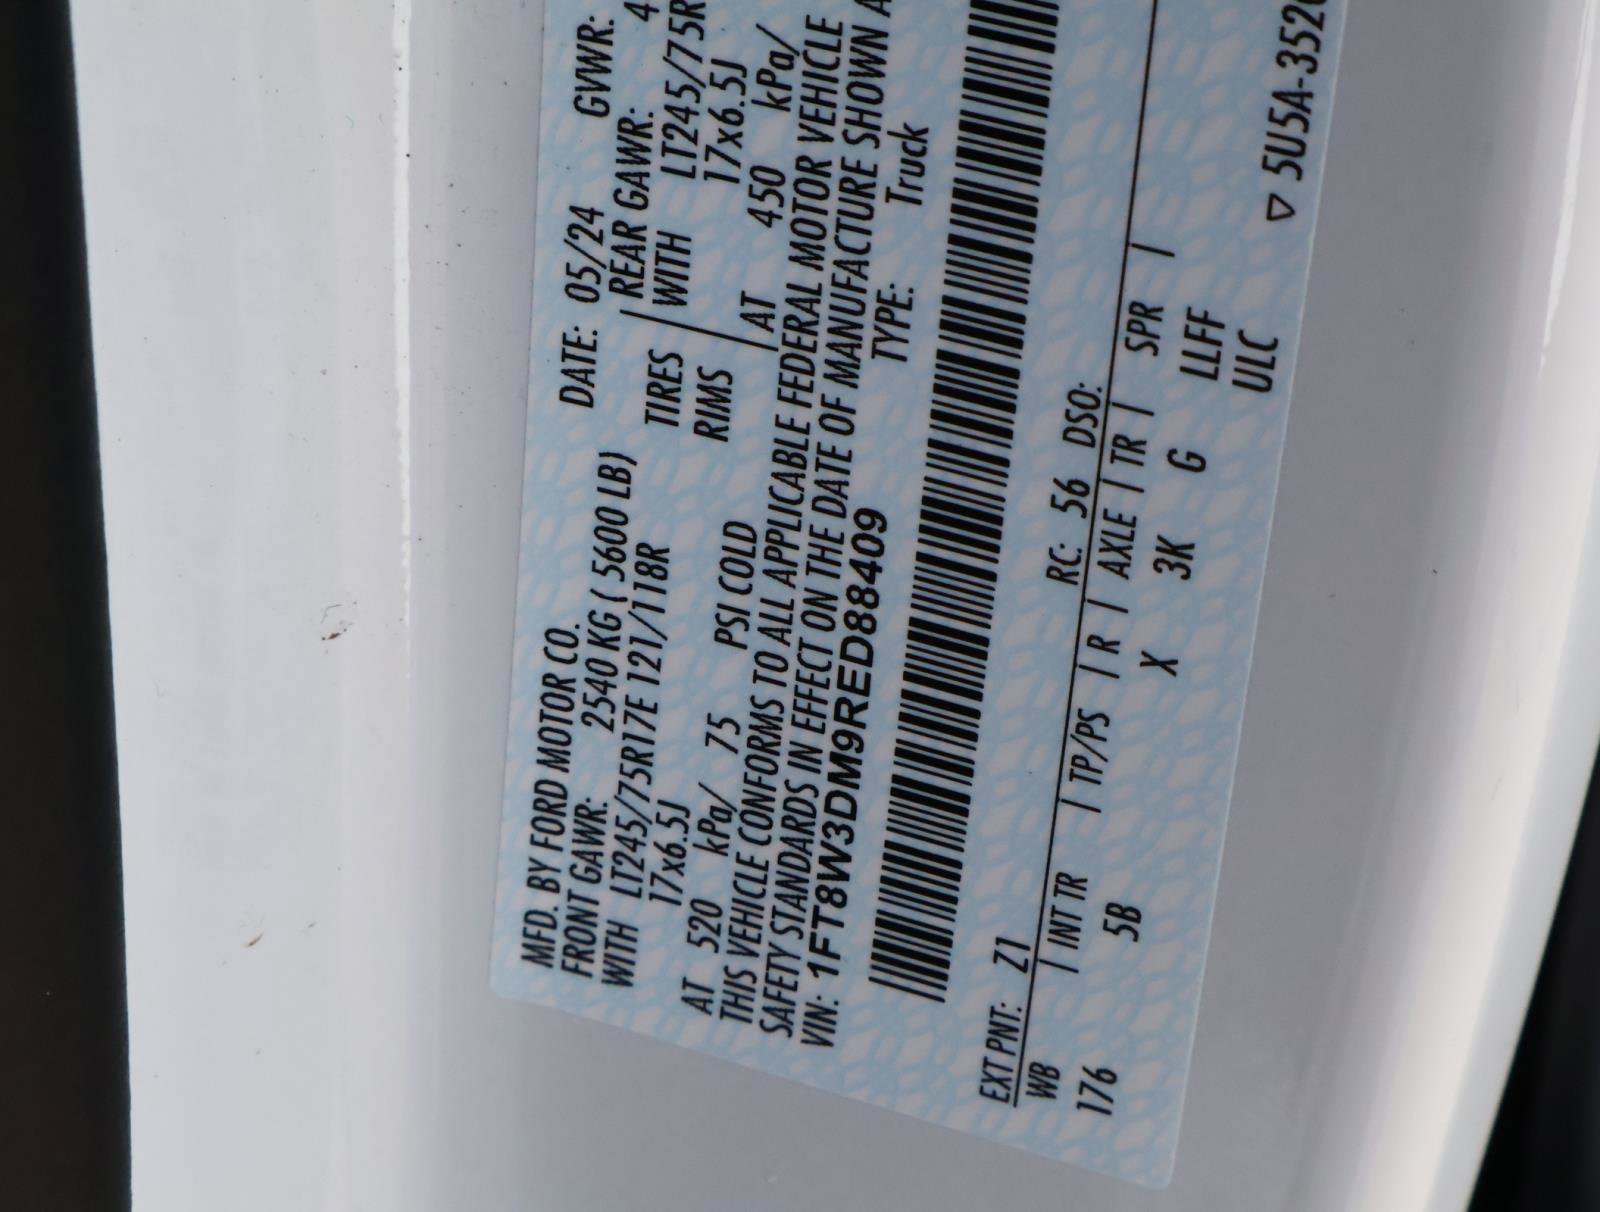 MFD. BY FORD MOTOR CO.
DATE: 05/24 GVWR: 4
FRONT GAWR: 2540 KG ( 5600 LB) REAR GAWR:
WITH LT245/75R17E 121/118R TIRES WITH LT245/75R
17x6.5J RIMS 17x6.5J
AT 520 kPa/ 75 PSI COLD AT 450 kPa/
THIS VEHICLE CONFORMS TO ALL APPLICABLE FEDERAL MOTOR VEHICLE
SAFETY STANDARDS IN EFFECT ON THE DATE OF MANUFACTURE SHOWN A
VIN: 1FT8W3DM9RED88409 TYPE: Truck
EXT PNT: Z1 RC: 56 DSO:
WB | INT TR | TP/PS | R | AXLE | TR | SPR |
176 5B X 3K G LLFF
ULC
▽ 5U5A-3520